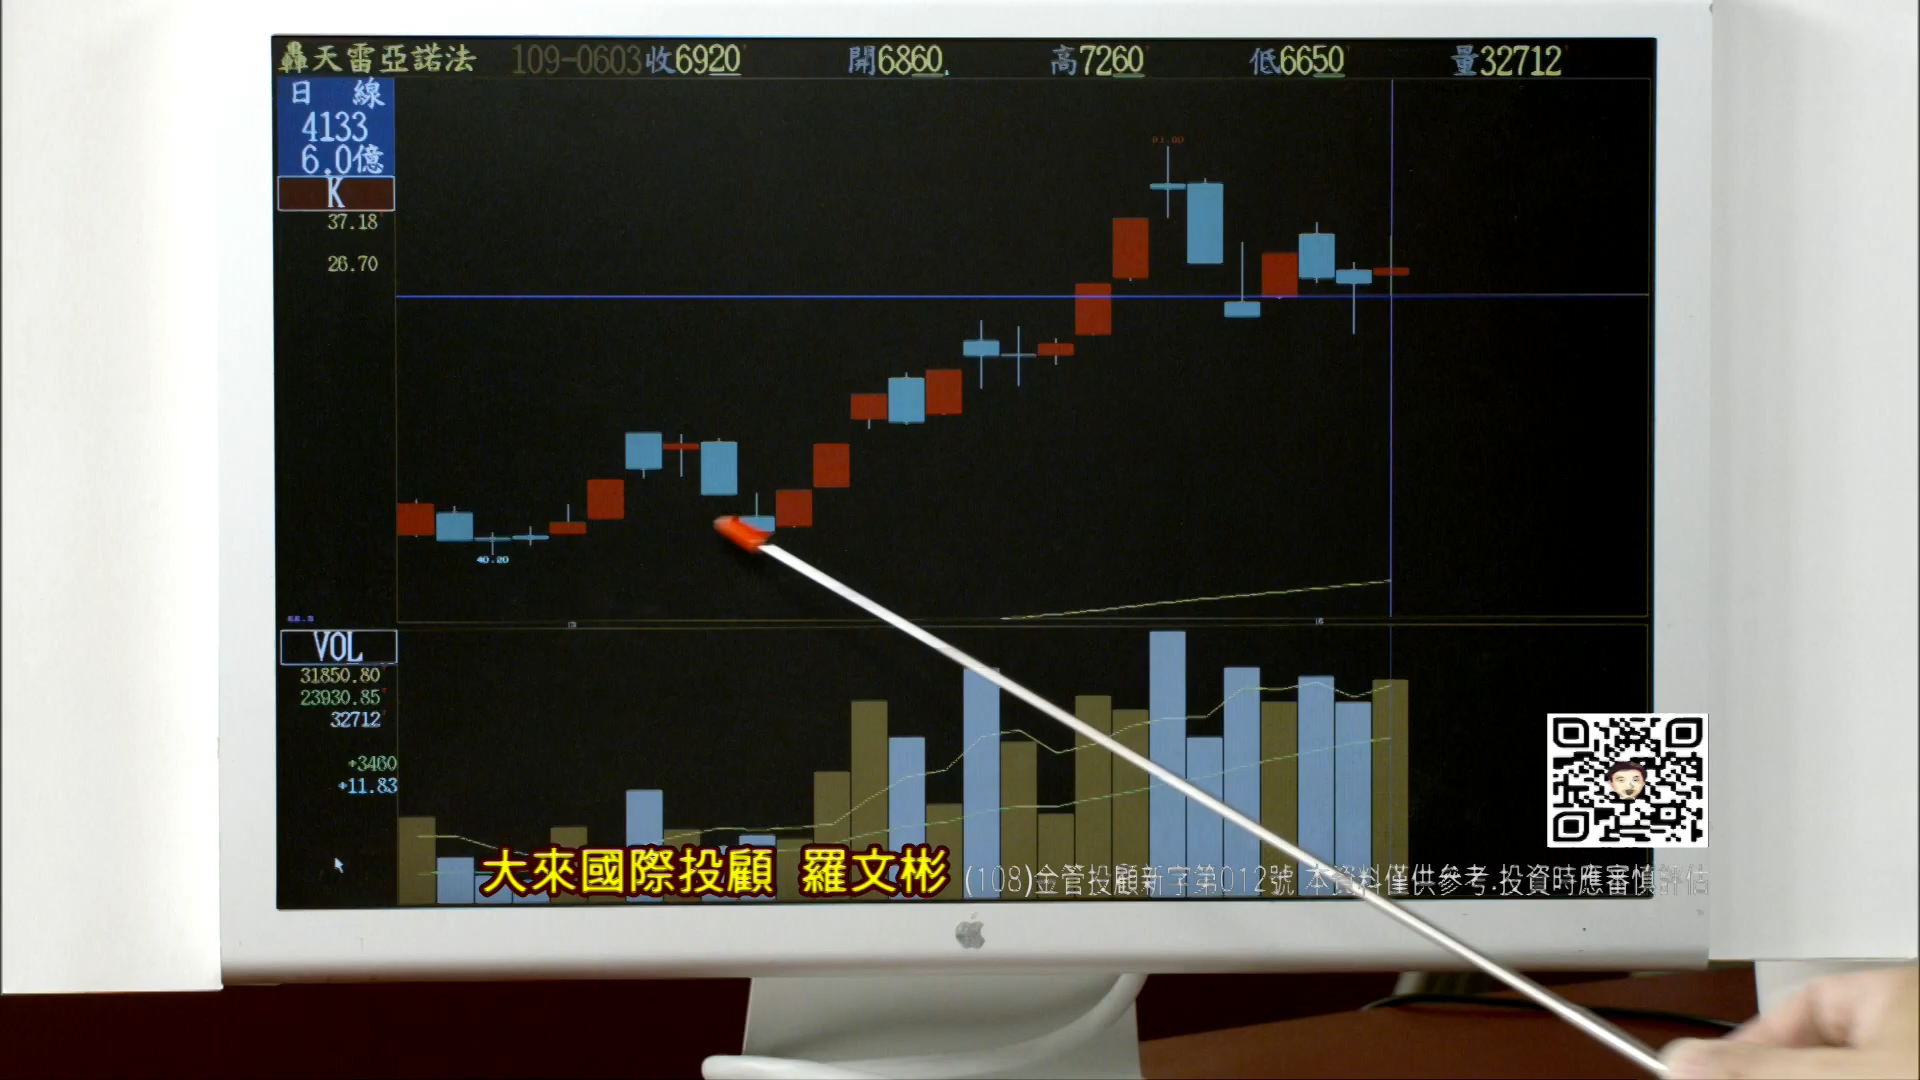 轟天雷亞諾法 109-0603收6920 開6860 高7260 低6650 量32712
日 線
4133
6.0億
K
37.18
26.70
40.20
VOL
31850.80
23930.85
32712
+3460
+11.83
大來國際投顧 羅文彬 (108)金管投顧新字第012號 本資料僅供參考.投資時應審慎評估